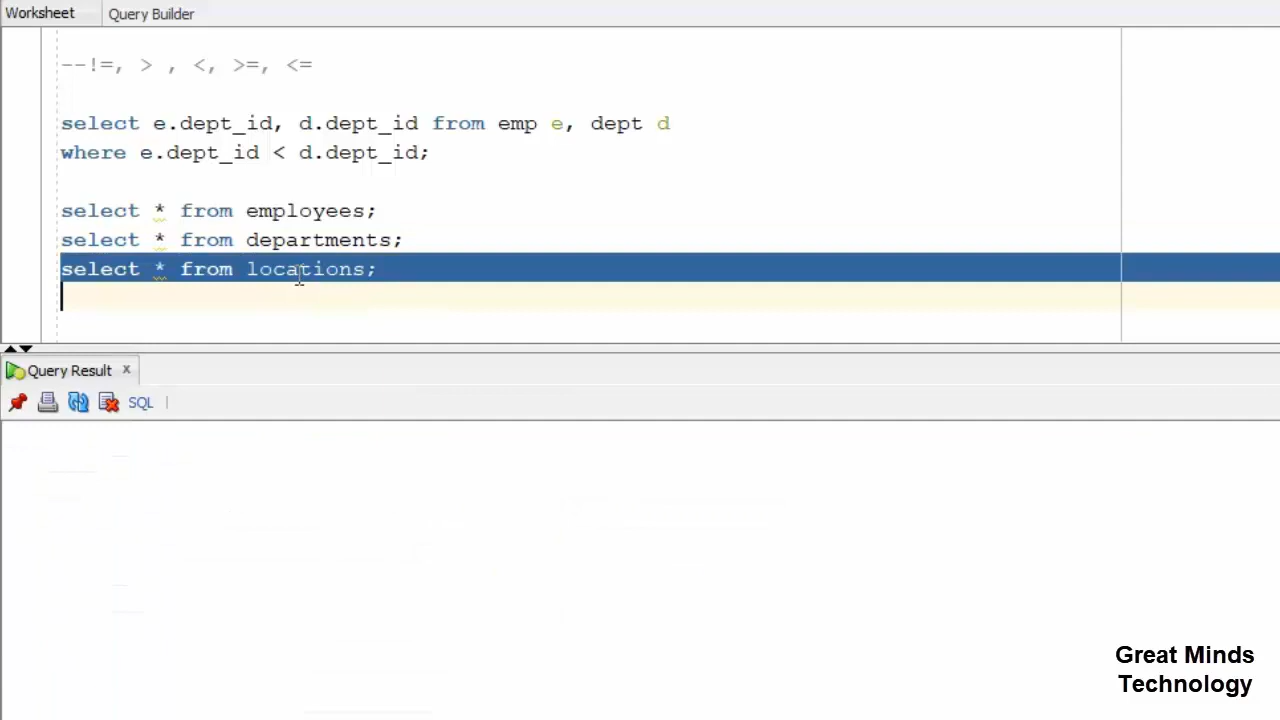 Worksheet Query Builder
--!=, > , <, >=, <=
select e.dept_id, d.dept_id from emp e, dept d
where e.dept_id < d.dept_id;
select * from employees;
select * from departments;
select * from locations;
Query Result x
SQL
Great Minds
Technology